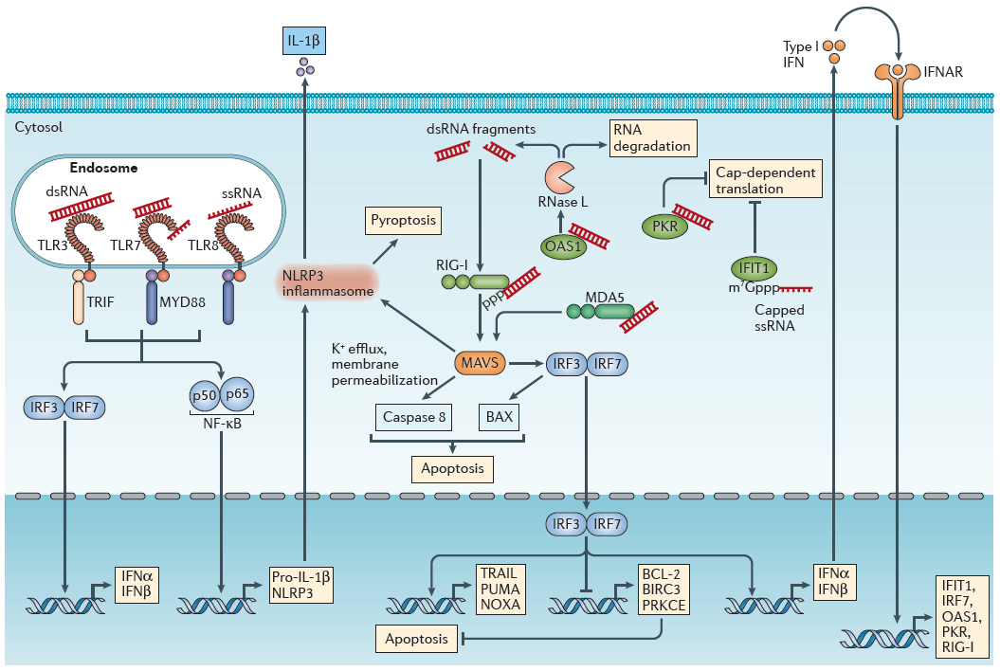 IL-1β
Type I
IFN
IFNAR
Cytosol
dsRNA fragments
RNA
degradation
Endosome
dsRNA
ssRNA
TLR3
TLR7
TLR8
TRIF
MYD88
RNase L
OAS1
Cap-dependent
translation
PKR
IFIT1
m⁷Gppp
Capped
ssRNA
Pyroptosis
NLRP3
inflammasome
RIG-I
ppp
MDA5
K⁺ efflux,
membrane
permeabilization
MAVS
IRF3
IRF7
Caspase 8
BAX
Apoptosis
IRF3
IRF7
p50
p65
NF-κB
IRF3
IRF7
IFNα
IFNβ
Pro-IL-1β
NLRP3
TRAIL
PUMA
NOXA
BCL-2
BIRC3
PRKCE
Apoptosis
IFNα
IFNβ
IFIT1,
IRF7,
OAS1,
PKR,
RIG-I